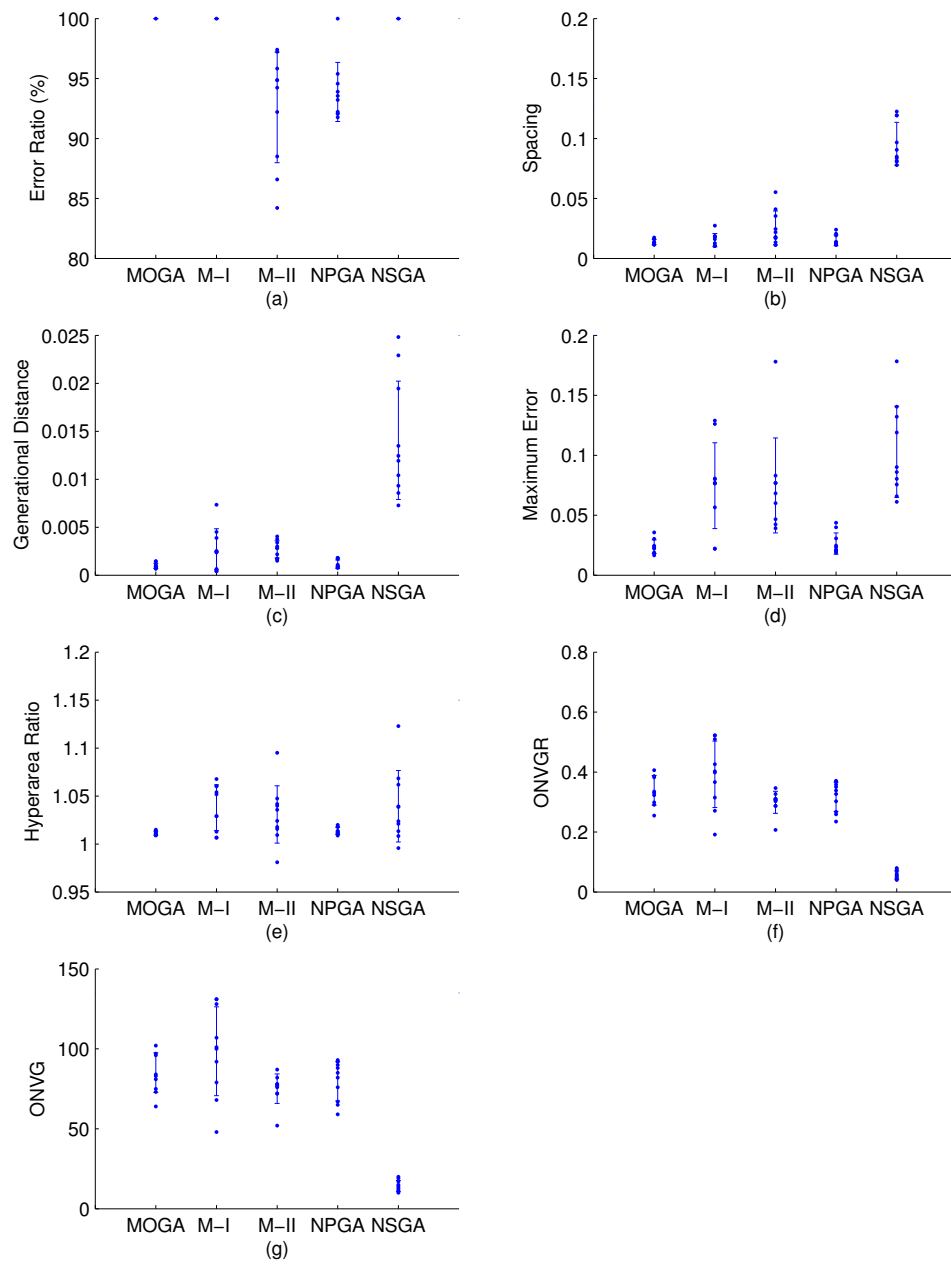 100
95
90
85
80
Error Ratio (%)
MOGA M−I M−II NPGA NSGA
(a)
0.2
0.15
0.1
0.05
0
Spacing
MOGA M−I M−II NPGA NSGA
(b)
0.025
0.02
0.015
0.01
0.005
0
Generational Distance
MOGA M−I M−II NPGA NSGA
(c)
0.2
0.15
0.1
0.05
0
Maximum Error
MOGA M−I M−II NPGA NSGA
(d)
1.2
1.15
1.1
1.05
1
0.95
Hyperarea Ratio
MOGA M−I M−II NPGA NSGA
(e)
0.8
0.6
0.4
0.2
0
ONVGR
MOGA M−I M−II NPGA NSGA
(f)
150
100
50
0
ONVG
MOGA M−I M−II NPGA NSGA
(g)